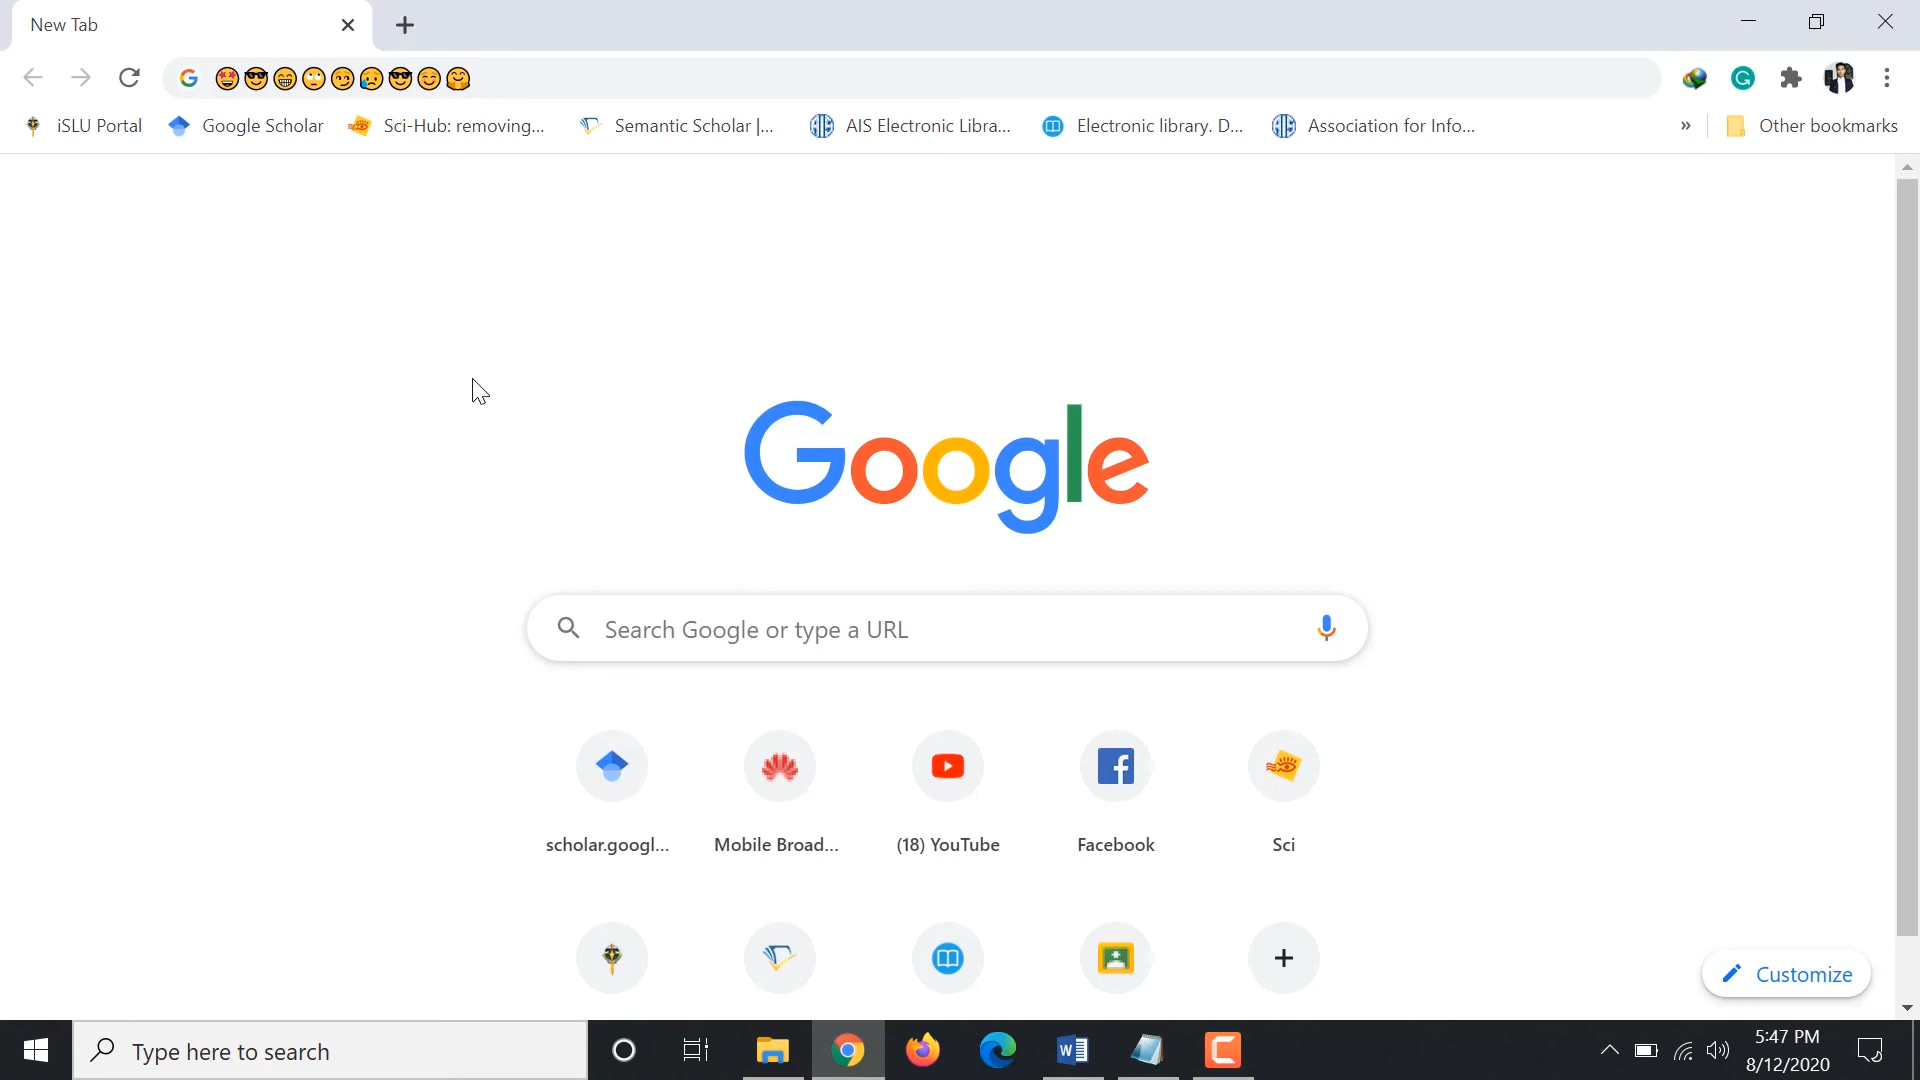 New Tab
🤩😎😁🙄😏😥😎😊🤗
iSLU Portal
Google Scholar
Sci-Hub: removing...
Semantic Scholar |...
AIS Electronic Libra...
Electronic library. D...
Association for Info...
»
Other bookmarks
Google
Search Google or type a URL
scholar.googl...
Mobile Broad...
(18) YouTube
Facebook
Sci
Customize
Type here to search
5:47 PM
8/12/2020